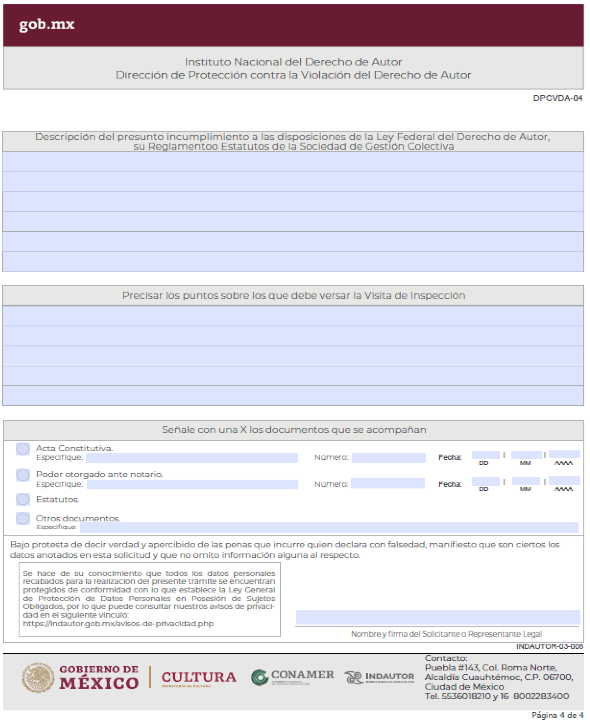 gob.mx
Instituto Nacional del Derecho de Autor
Dirección de Protección contra la Violación del Derecho de Autor
DPCVDA-04
Descripción del presunto incumplimiento a las disposiciones de la Ley Federal del Derecho de Autor,
su Reglamentoo Estatutos de la Sociedad de Gestión Colectiva
Precisar los puntos sobre los que debe versar la Visita de Inspección
Señale con una X los documentos que se acompañan
Acta Constitutiva.
Especifique: Número: Fecha:
DD MM AAAA
Poder otorgado ante notario.
Especifique: Número: Fecha:
DD MM AAAA
Estatutos.
Otros documentos.
Especifique:
Bajo protesta de decir verdad y apercibido de las penas que incurre quien declara con falsedad, manifiesto que son ciertos los
datos anotados en esta solicitud y que no omito información alguna al respecto.
Se hace de su conocimiento que todos los datos personales
recabados para la realización del presente trámite se encuentran
protegidos de conformidad con lo que establece la Ley General
de Protección de Datos Personales en Posesión de Sujetos
Obligados, por lo que puede consultar nuestros avisos de privaci-
dad en el siguiente vínculo:
https://indautor.gob.mx/avisos-de-privacidad.php
Nombre y firma del Solicitante o Representante Legal
INDAUTOR-03-008
GOBIERNO DE
MÉXICO
CULTURA
SECRETARÍA DE CULTURA
CONAMER
INDAUTOR
Contacto:
Puebla #143, Col. Roma Norte,
Alcaldía Cuauhtémoc, C.P. 06700,
Ciudad de México
Tel. 5536018210 y 16 8002283400
Página 4 de 4